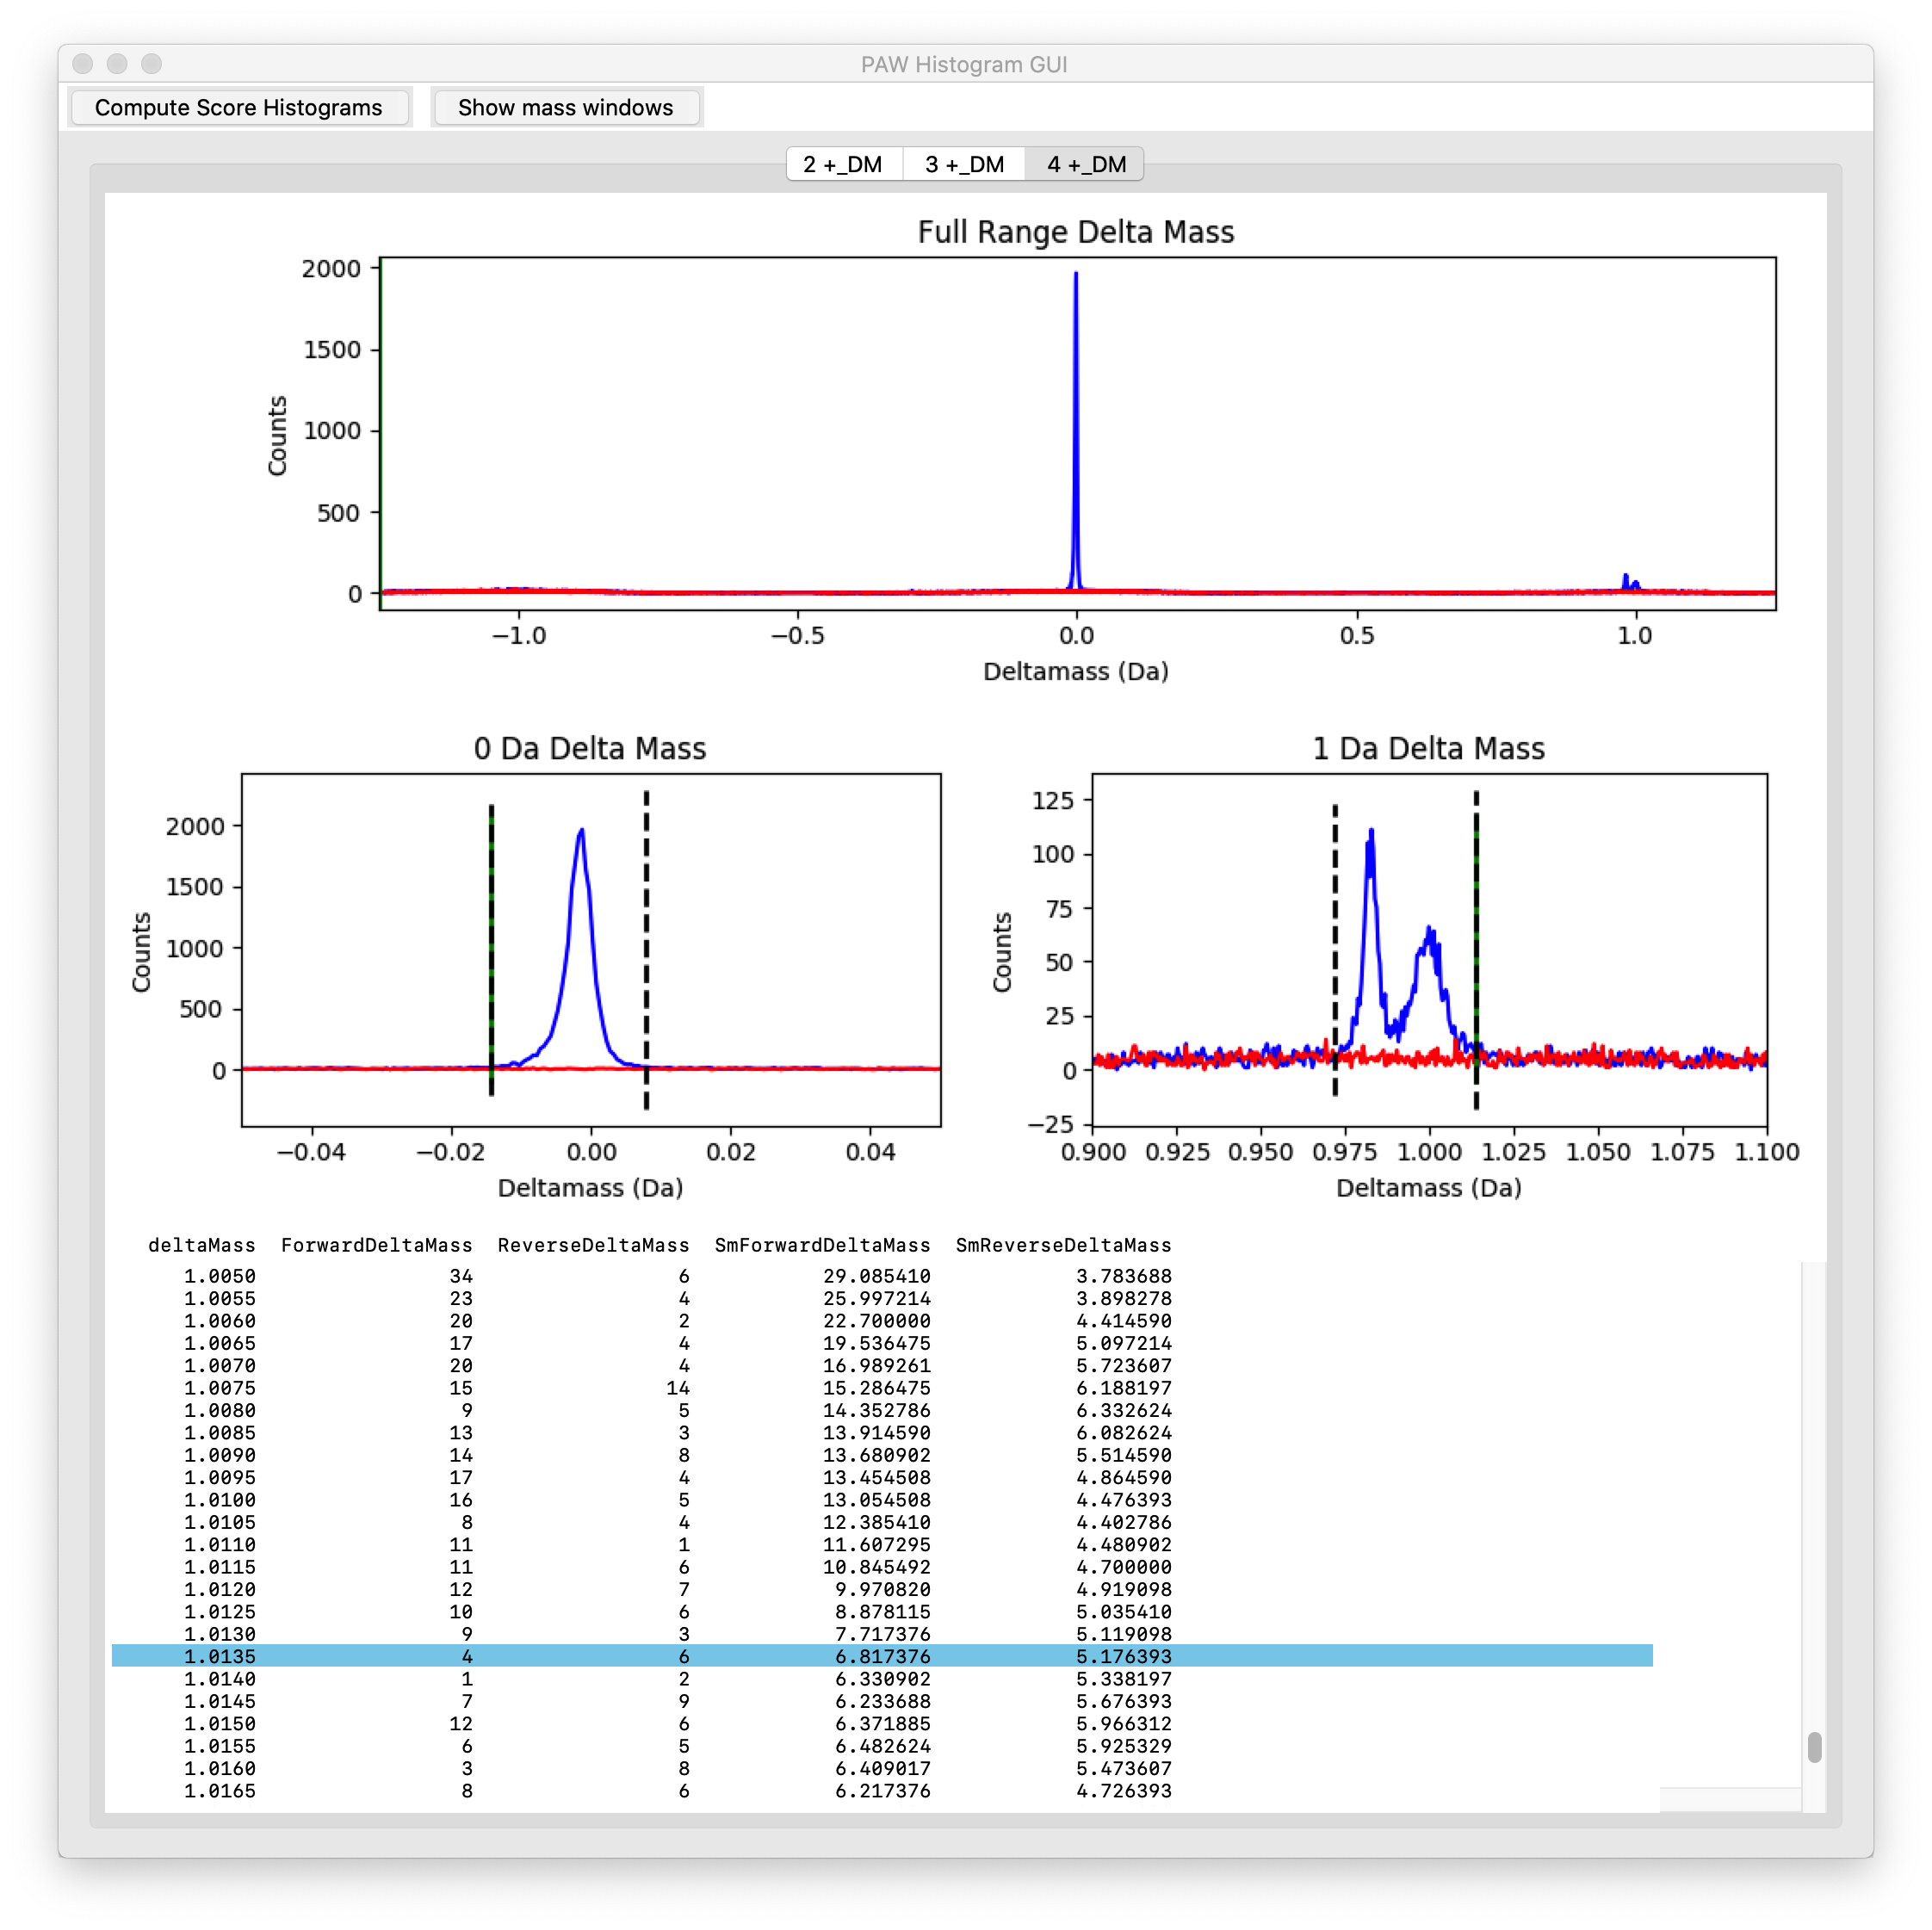 PAW Histogram GUI
Compute Score Histograms Show mass windows
2 +_DM 3 +_DM 4 +_DM
Full Range Delta Mass
2000
1500
1000
500
0
Counts
−1.0 −0.5 0.0 0.5 1.0
Deltamass (Da)
0 Da Delta Mass
2000
1500
1000
500
0
Counts
−0.04 −0.02 0.00 0.02 0.04
Deltamass (Da)
1 Da Delta Mass
125
100
75
50
25
0
−25
Counts
0.900 0.925 0.950 0.975 1.000 1.025 1.050 1.075 1.100
Deltamass (Da)
deltaMass ForwardDeltaMass ReverseDeltaMass SmForwardDeltaMass SmReverseDeltaMass
1.0050 34 6 29.085410 3.783688
1.0055 23 4 25.997214 3.898278
1.0060 20 2 22.700000 4.414590
1.0065 17 4 19.536475 5.097214
1.0070 20 4 16.989261 5.723607
1.0075 15 14 15.286475 6.188197
1.0080 9 5 14.352786 6.332624
1.0085 13 3 13.914590 6.082624
1.0090 14 8 13.680902 5.514590
1.0095 17 4 13.454508 4.864590
1.0100 16 5 13.054508 4.476393
1.0105 8 4 12.385410 4.402786
1.0110 11 1 11.607295 4.480902
1.0115 11 6 10.845492 4.700000
1.0120 12 7 9.970820 4.919098
1.0125 10 6 8.878115 5.035410
1.0130 9 3 7.717376 5.119098
1.0135 4 6 6.817376 5.176393
1.0140 1 2 6.330902 5.338197
1.0145 7 9 6.233688 5.676393
1.0150 12 6 6.371885 5.966312
1.0155 6 5 6.482624 5.925329
1.0160 3 8 6.409017 5.473607
1.0165 8 6 6.217376 4.726393